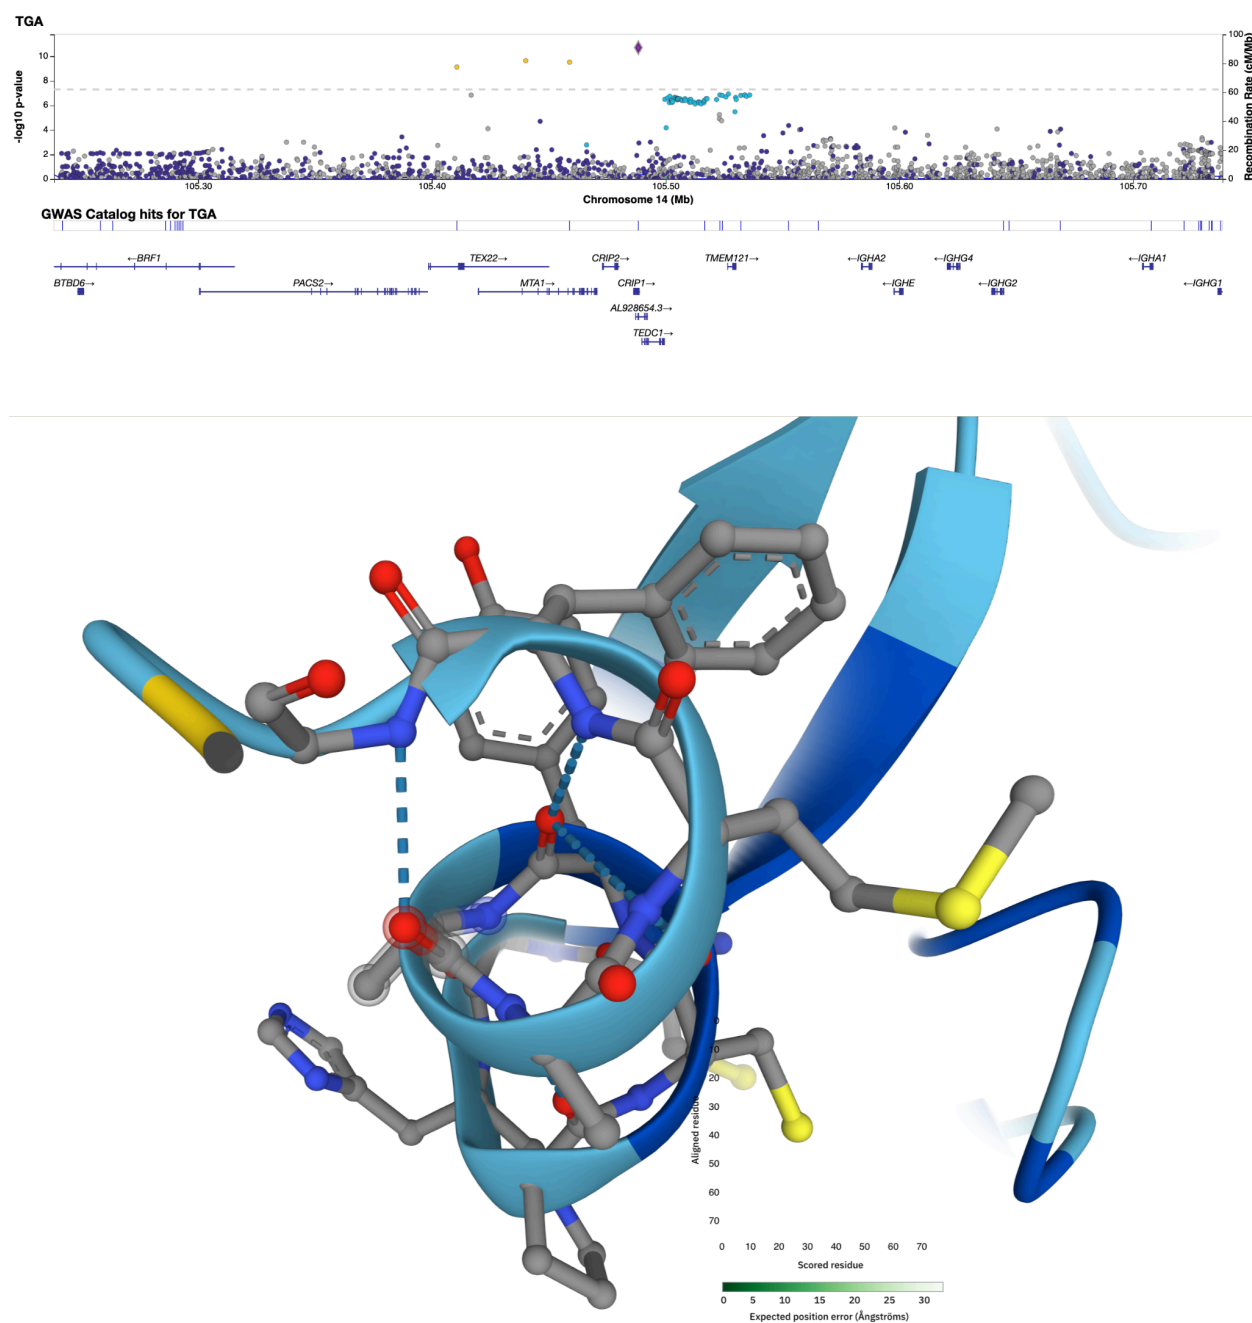 TGA
-log10 p-value
10
8
6
4
2
0
100
80
60
40
20
0
Recombination Rate (cM/Mb)
105.30
105.40
105.50
105.60
105.70
Chromosome 14 (Mb)
GWAS Catalog hits for TGA
←BRF1
TEX22→
CRIP2→
TMEM121→
←IGHA2
←IGHG4
←IGHA1
BTBD6→
PACS2→
MTA1→
CRIP1→
←IGHE
←IGHG2
←IGHG1
AL928654.3→
TEDC1→
Aligned residue
0
10
20
30
40
50
60
70
0 10 20 30 40 50 60 70
Scored residue
0 5 10 15 20 25 30
Expected position error (Ångströms)